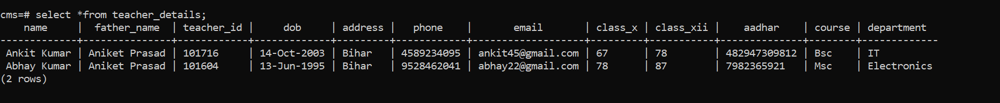 cms=# select *from teacher_details;
    name     |  father_name  | teacher_id |    dob      | address |   phone    |       email       | class_x | class_xii |    aadhar    | course | department
-------------+---------------+------------+-------------+---------+------------+-------------------+---------+-----------+--------------+--------+-------------
 Ankit Kumar | Aniket Prasad | 101716     | 14-Oct-2003 | Bihar   | 4589234095 | ankit45@gmail.com | 67      | 78        | 482947309812 | Bsc    | IT
 Abhay Kumar | Aniket Prasad | 101604     | 13-Jun-1995 | Bihar   | 9528462041 | abhay22@gmail.com | 78      | 87        | 7982365921   | Msc    | Electronics
(2 rows)